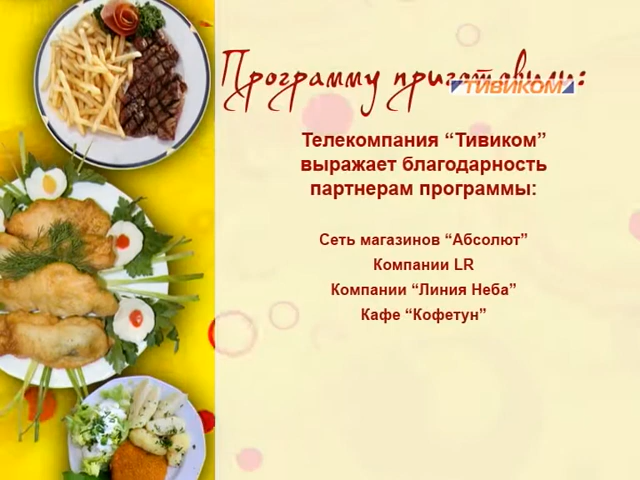 Программу приготовили:
ТИВИКОМ
Телекомпания “Тивиком”
выражает благодарность
партнерам программы:
Сеть магазинов “Абсолют”
Компании LR
Компании “Линия Неба”
Кафе “Кофетун”